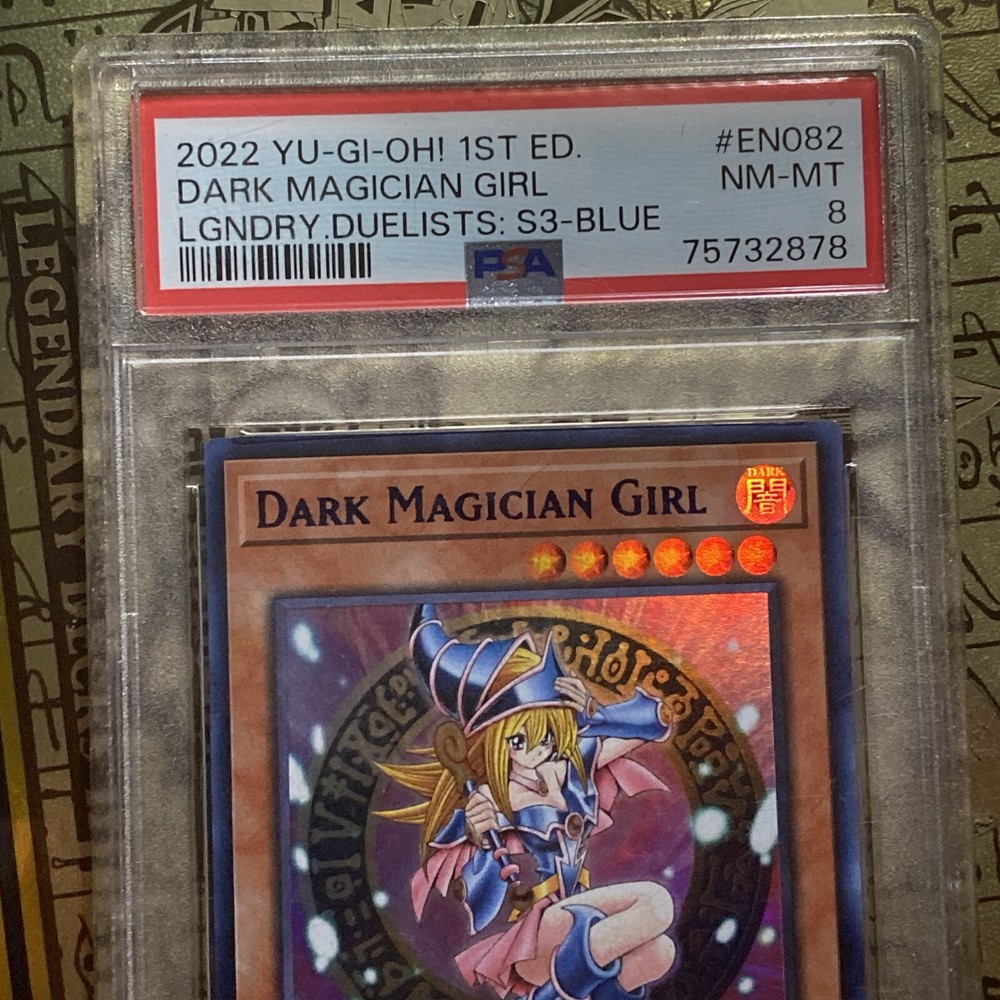 2022 YU-GI-OH! 1ST ED. #EN082
DARK MAGICIAN GIRL NM-MT
LGNDRY.DUELISTS: S3-BLUE 8
PSA 75732878
DARK MAGICIAN GIRL
DARK
闇
LEGENDARY